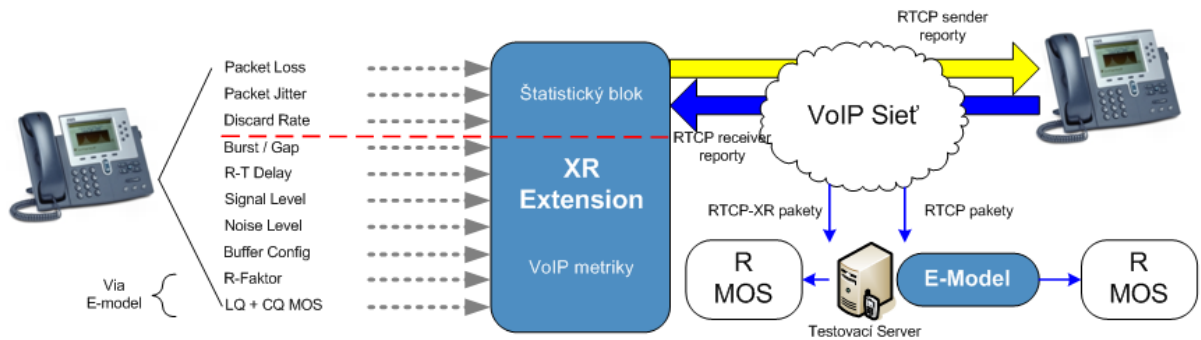 Packet Loss
Packet Jitter
Discard Rate
Burst / Gap
R-T Delay
Signal Level
Noise Level
Buffer Config
R-Faktor
LQ + CQ MOS
Via
E-model
Štatistický blok
XR
Extension
VoIP metriky
RTCP sender
reporty
VoIP Sieť
RTCP receiver
reporty
RTCP-XR pakety
RTCP pakety
R
MOS
E-Model
R
MOS
Testovací Server